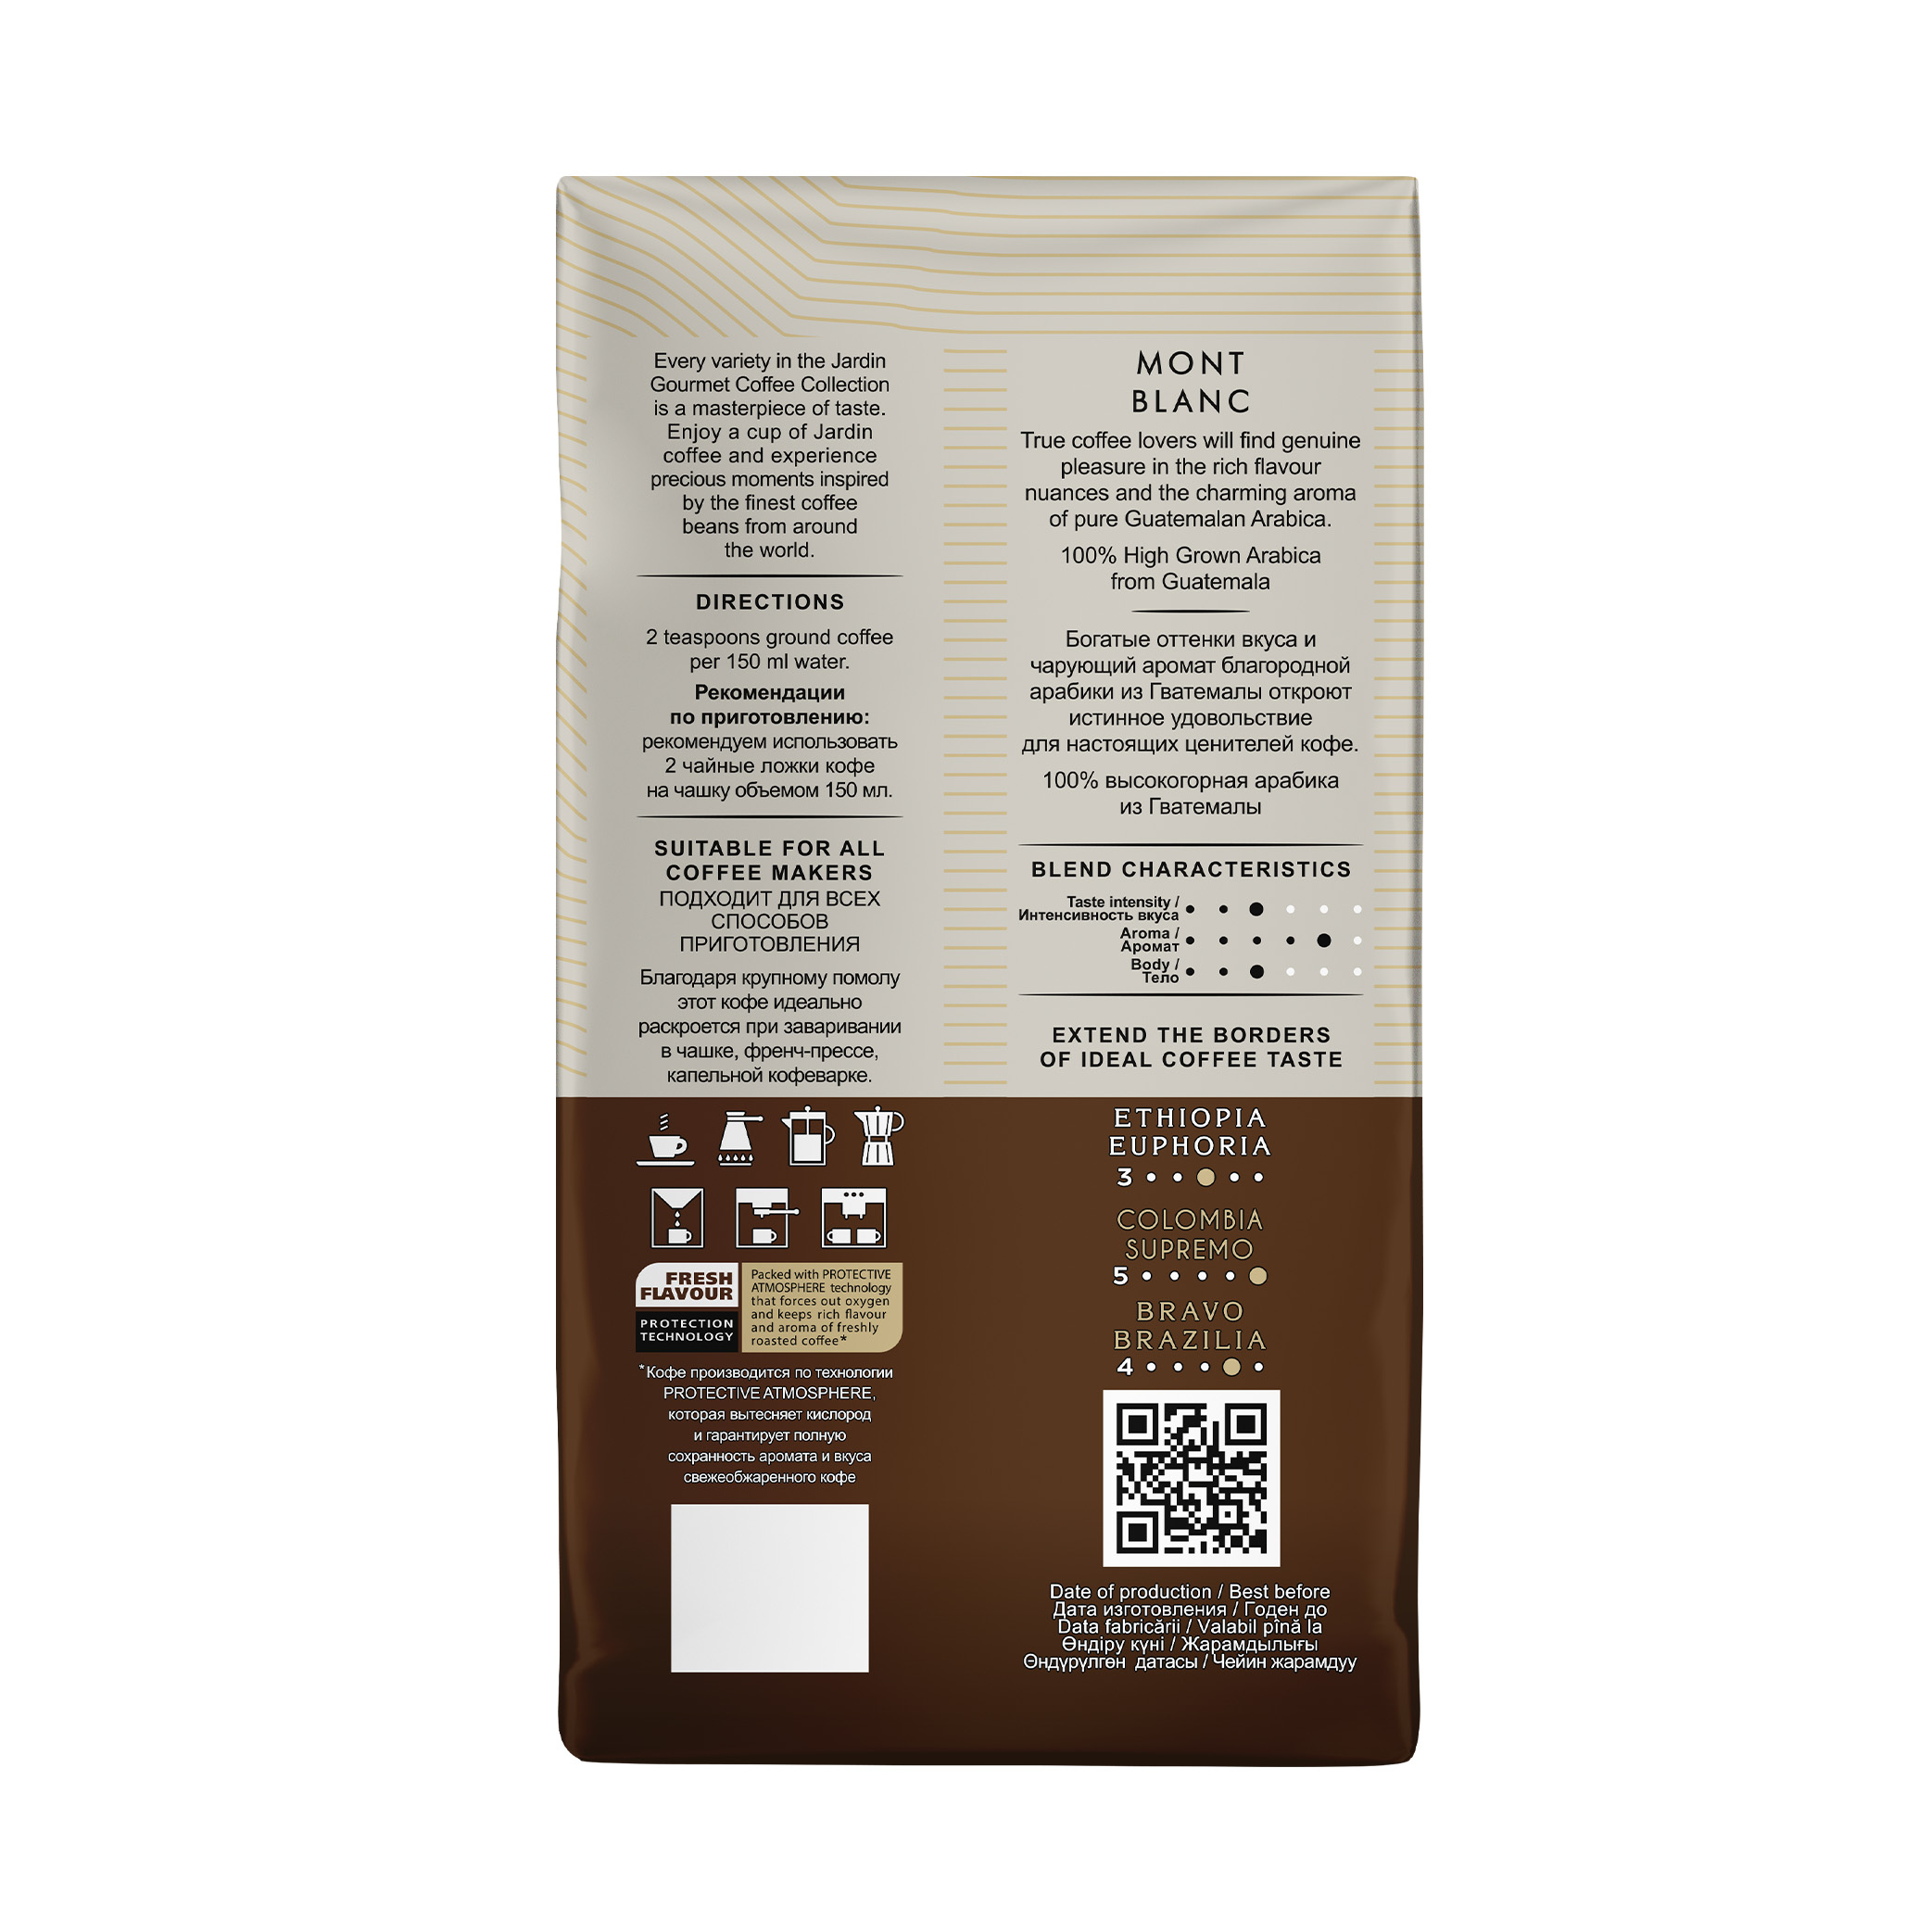 Every variety in the Jardin
Gourmet Coffee Collection
is a masterpiece of taste.
Enjoy a cup of Jardin
coffee and experience
precious moments inspired
by the finest coffee
beans from around
the world.
DIRECTIONS
2 teaspoons ground coffee
per 150 ml water.
Рекомендации
по приготовлению:
рекомендуем использовать
2 чайные ложки кофе
на чашку объемом 150 мл.
SUITABLE FOR ALL
COFFEE MAKERS
ПОДХОДИТ ДЛЯ ВСЕХ
СПОСОБОВ
ПРИГОТОВЛЕНИЯ
Благодаря крупному помолу
этот кофе идеально
раскроется при заваривании
в чашке, френч-прессе,
капельной кофеварке.
FRESH
FLAVOUR
PROTECTION
TECHNOLOGY
Packed with PROTECTIVE
ATMOSPHERE technology
that forces out oxygen
and keeps rich flavour
and aroma of freshly
roasted coffee*
*Кофе производится по технологии
PROTECTIVE ATMOSPHERE,
которая вытесняет кислород
и гарантирует полную
сохранность аромата и вкуса
свежеобжаренного кофе
MONT
BLANC
True coffee lovers will find genuine
pleasure in the rich flavour
nuances and the charming aroma
of pure Guatemalan Arabica.
100% High Grown Arabica
from Guatemala
Богатые оттенки вкуса и
чарующий аромат благородной
арабики из Гватемалы откроют
истинное удовольствие
для настоящих ценителей кофе.
100% высокогорная арабика
из Гватемалы
BLEND CHARACTERISTICS
Taste intensity /
Интенсивность вкуса
Aroma /
Аромат
Body /
Тело
EXTEND THE BORDERS
OF IDEAL COFFEE TASTE
ETHIOPIA
EUPHORIA
3
COLOMBIA
SUPREMO
5
BRAVO
BRAZILIA
4
Date of production / Best before
Дата изготовления / Годен до
Data fabricării / Valabil pînă la
Өндіру күні / Жарамдылығы
Өндүрүлгөн датасы / Чейин жарамдуу